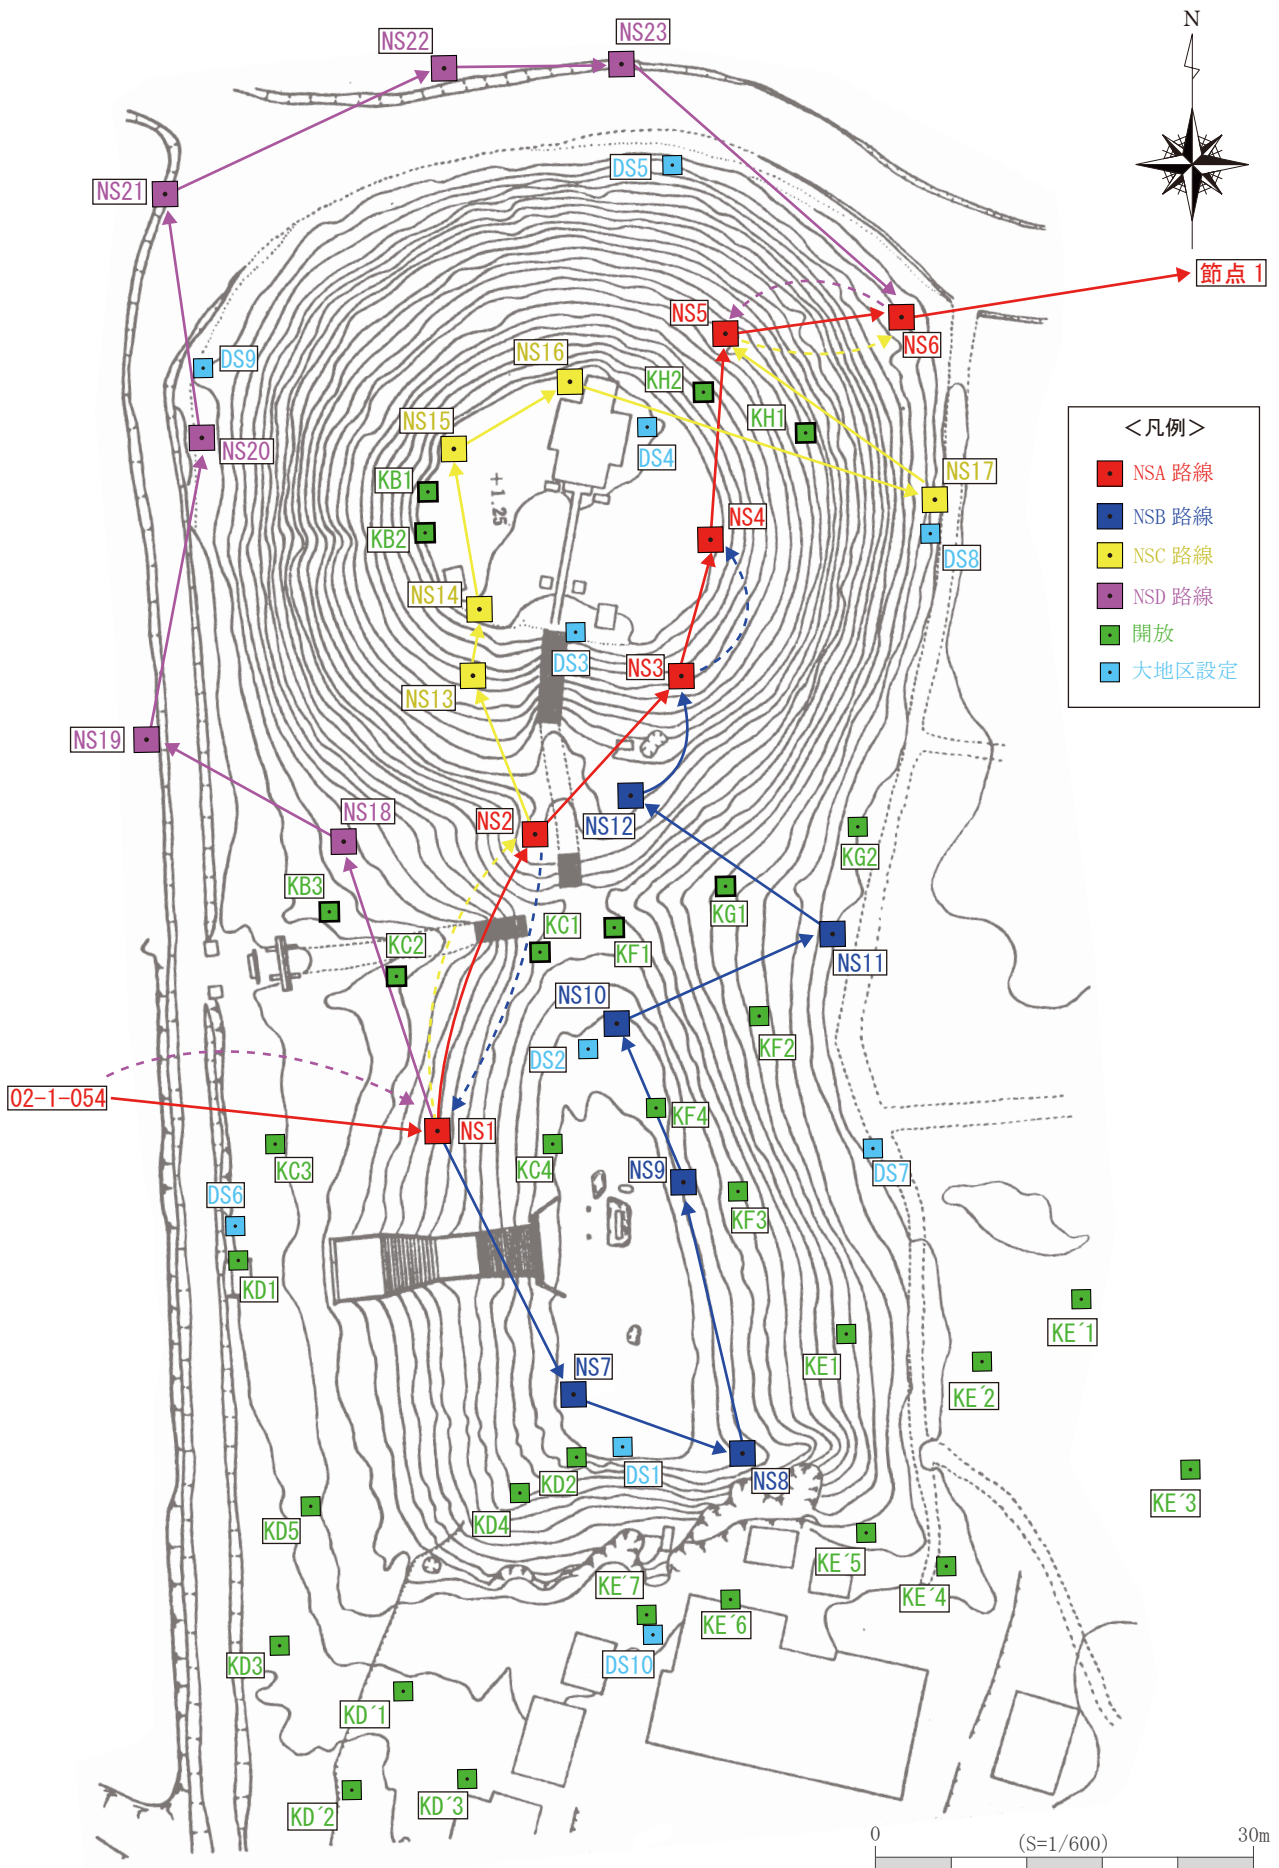 NS23
N
NS22
DS5
NS21
節点 1
NS5
NS6
DS9
NS16
KH2
KH1
<凡例>
NS15
DS4
NS20
NS17
NSA 路線
KB1
+1.25
NS4
NSB 路線
KB2
DS8
NSC 路線
NS14
NSD 路線
DS3
NS3
開放
NS13
大地区設定
NS19
NS18
NS2
NS12
KG2
KB3
KG1
KC1
KF1
KC2
NS11
NS10
KF2
DS2
02-1-054
NS1
KF4
KC3
KC4
NS9
DS7
DS6
KF3
KD1
KE´1
KE1
NS7
KE´2
DS1
KD2
NS8
KE´3
KD5
KD4
KE´5
KE´7
KE´4
KE´6
KD3
DS10
KD´1
KD´2
KD´3
0
(S=1/600)
30m